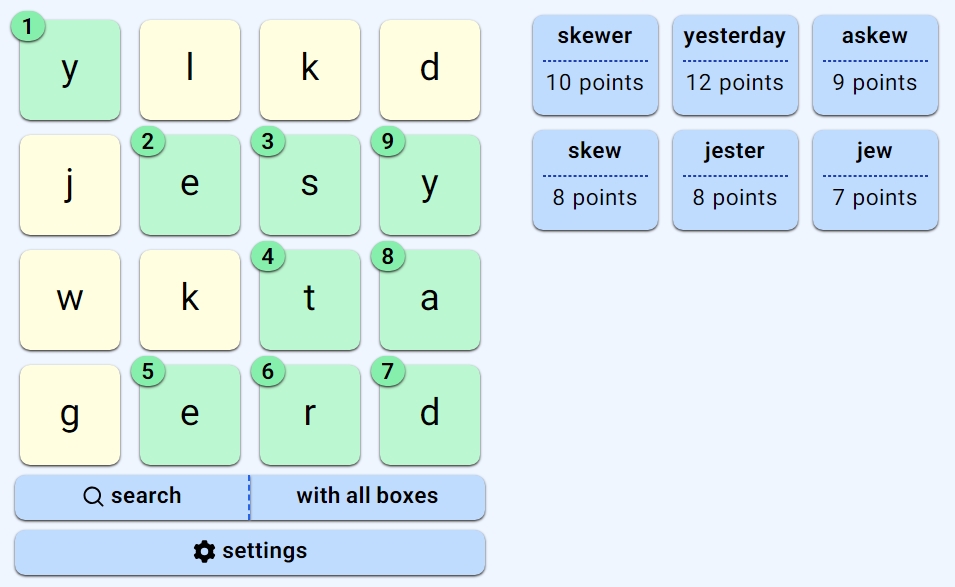 1
y l k d
2 3 9
j e s y
4 8
w k t a
5 6 7
g e r d
search with all boxes
settings
skewer yesterday askew
10 points 12 points 9 points
skew jester jew
8 points 8 points 7 points